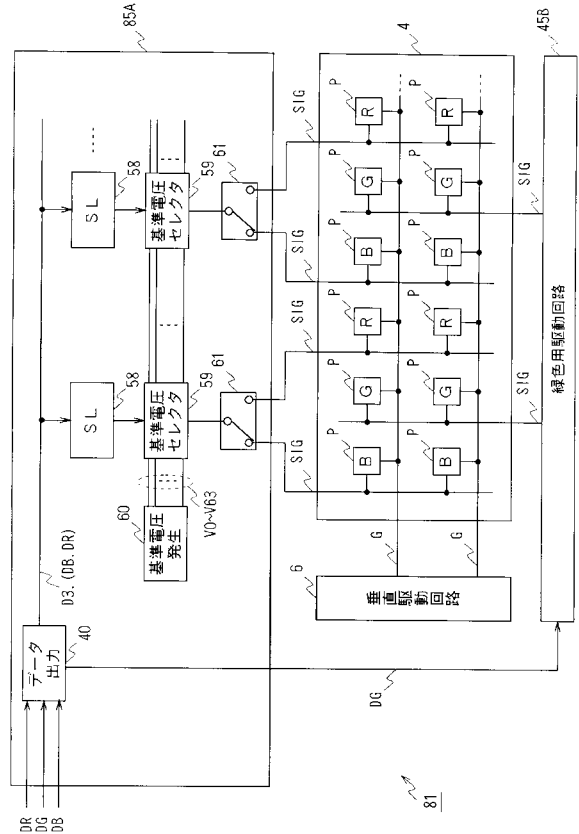 85A
DR
DG
DB
データ
出力
40
D3.(DB.DR)
SL
58
SL
58
60
基準電圧
発生
V0~V63
基準電圧
セレクタ
59
基準電圧
セレクタ
59
61
61
SIG
SIG
SIG
SIG
4
6
垂直駆動回路
G
G
P
B
P
G
P
R
P
B
P
G
P
R
P
B
P
G
P
R
P
B
P
G
P
R
SIG
SIG
DG
45B
緑色用駆動回路
81